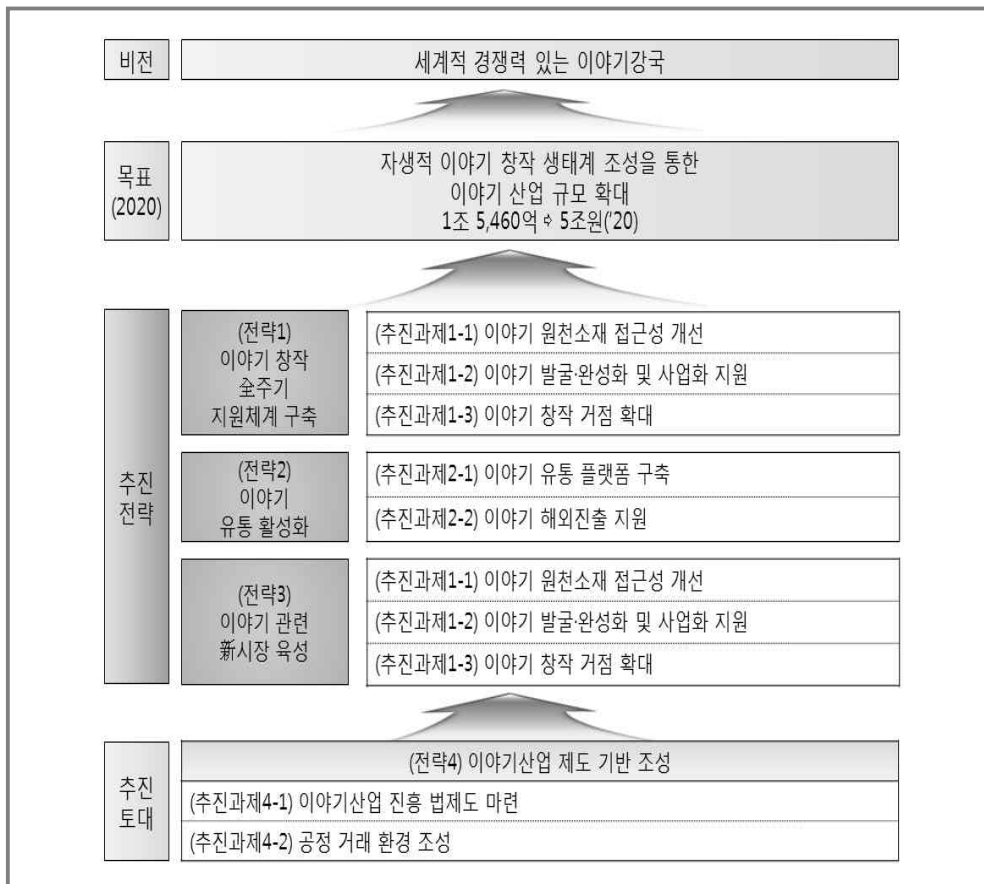 비전
세계적 경쟁력 있는 이야기강국
목표
(2020)
자생적 이야기 창작 생태계 조성을 통한
이야기 산업 규모 확대
1조 5,460억 ➪ 5조원('20)
추진
전략
(전략1)
이야기 창작
全주기
지원체계 구축
(추진과제1-1) 이야기 원천소재 접근성 개선
(추진과제1-2) 이야기 발굴·완성화 및 사업화 지원
(추진과제1-3) 이야기 창작 거점 확대
(전략2)
이야기
유통 활성화
(추진과제2-1) 이야기 유통 플랫폼 구축
(추진과제2-2) 이야기 해외진출 지원
(전략3)
이야기 관련
新시장 육성
(추진과제1-1) 이야기 원천소재 접근성 개선
(추진과제1-2) 이야기 발굴·완성화 및 사업화 지원
(추진과제1-3) 이야기 창작 거점 확대
추진
토대
(전략4) 이야기산업 제도 기반 조성
(추진과제4-1) 이야기산업 진흥 법제도 마련
(추진과제4-2) 공정 거래 환경 조성